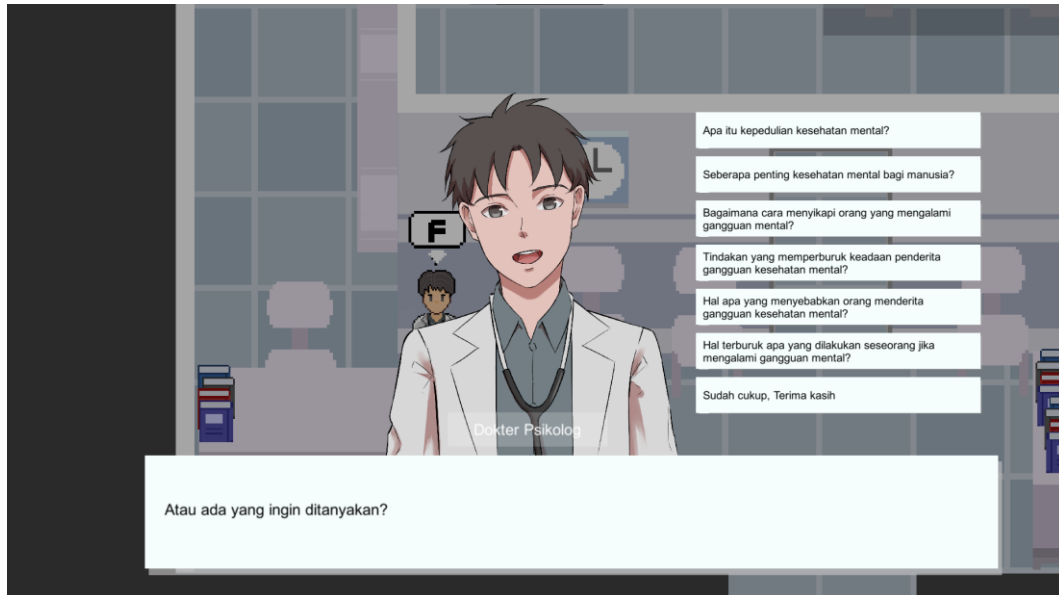 Apa itu kepedulian kesehatan mental?
Seberapa penting kesehatan mental bagi manusia?
Bagaimana cara menyikapi orang yang mengalami
gangguan mental?
Tindakan yang memperburuk keadaan penderita
gangguan kesehatan mental?
Hal apa yang menyebabkan orang menderita
gangguan kesehatan mental?
Hal terburuk apa yang dilakukan seseorang jika
mengalami gangguan mental?
Sudah cukup, Terima kasih
F
Dokter Psikolog
Atau ada yang ingin ditanyakan?